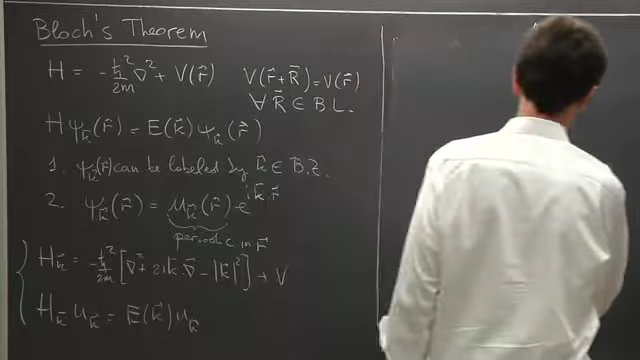 Bloch's Theorem
H = -ħ²/2m ∇² + V(r⃗)    V(r⃗+R⃗)=V(r⃗)
∀ R⃗ ∈ B L.
Hψ_k⃗(r⃗) = E(k⃗)ψ_k⃗(r⃗)
1. ψ_k⃗(r⃗) can be labeled by k⃗ ∈ B.Z.
2. ψ_k⃗(r⃗) = u_k⃗(r⃗) e^{ik⃗·r⃗}
periodic in r⃗
H_k⃗ = -ħ²/2m [∇² + 2ik⃗·∇⃗ - |k⃗|²] + V
H_k⃗ u_k⃗ = E(k⃗)u_k⃗